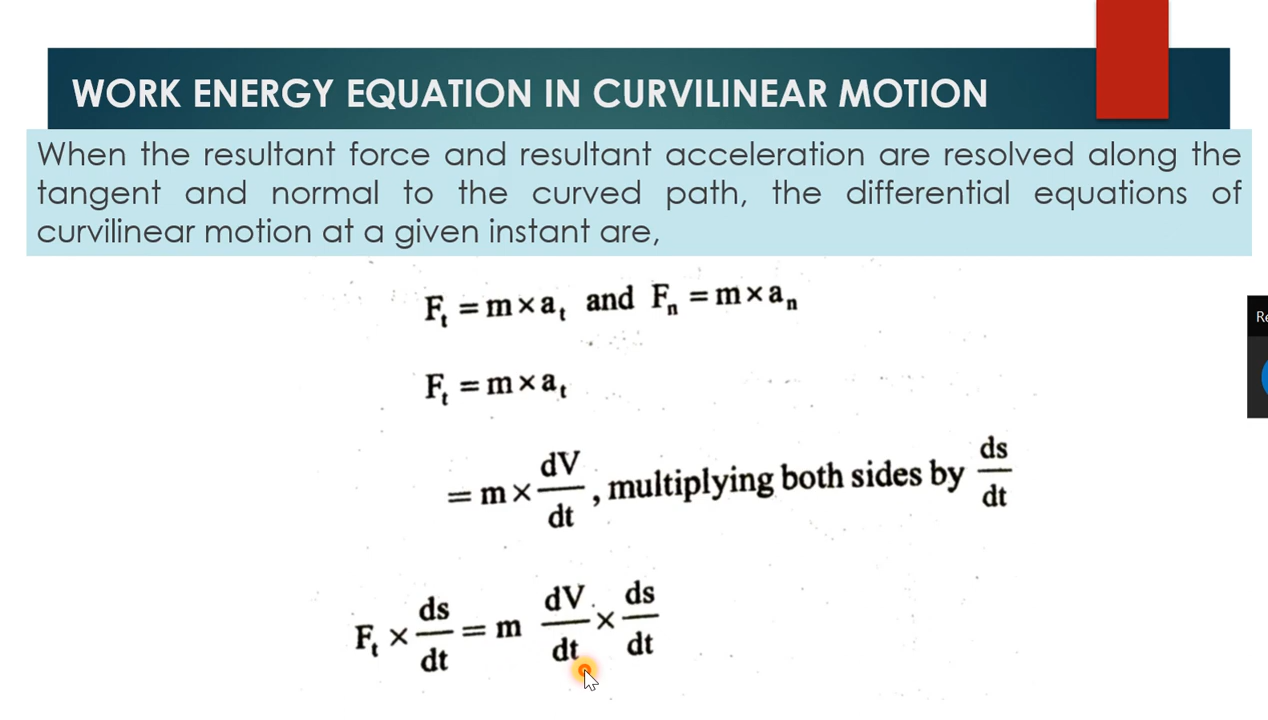 WORK ENERGY EQUATION IN CURVILINEAR MOTION
When the resultant force and resultant acceleration are resolved along the
tangent and normal to the curved path, the differential equations of
curvilinear motion at a given instant are,
Fₜ = m × aₜ and Fₙ = m × aₙ
Fₜ = m × aₜ
= m × dV/dt , multiplying both sides by ds/dt
Fₜ × ds/dt = m dV/dt × ds/dt
Re